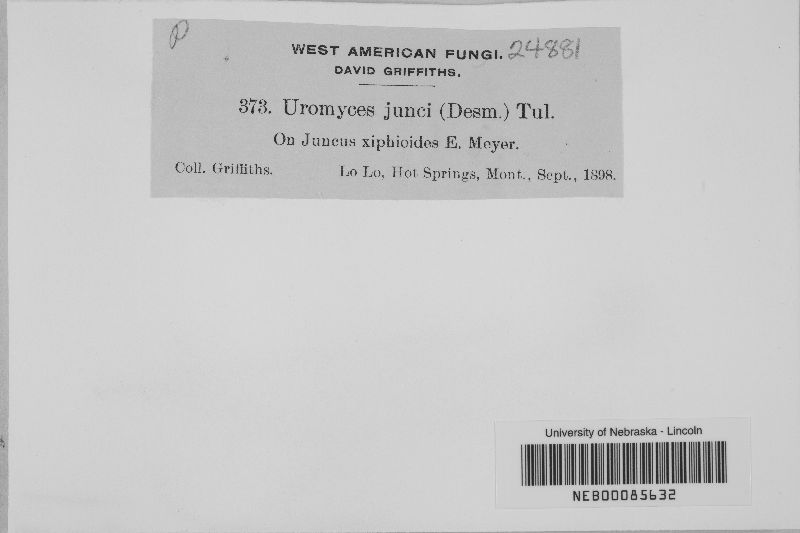 P
WEST AMERICAN FUNGI. 24881
DAVID GRIFFITHS.
373. Uromyces junci (Desm.) Tul.
On Juncus xiphioides E. Meyer.
Coll. Griffiths. Lo Lo, Hot Springs, Mont., Sept., 1898.
University of Nebraska - Lincoln
NEB00085632